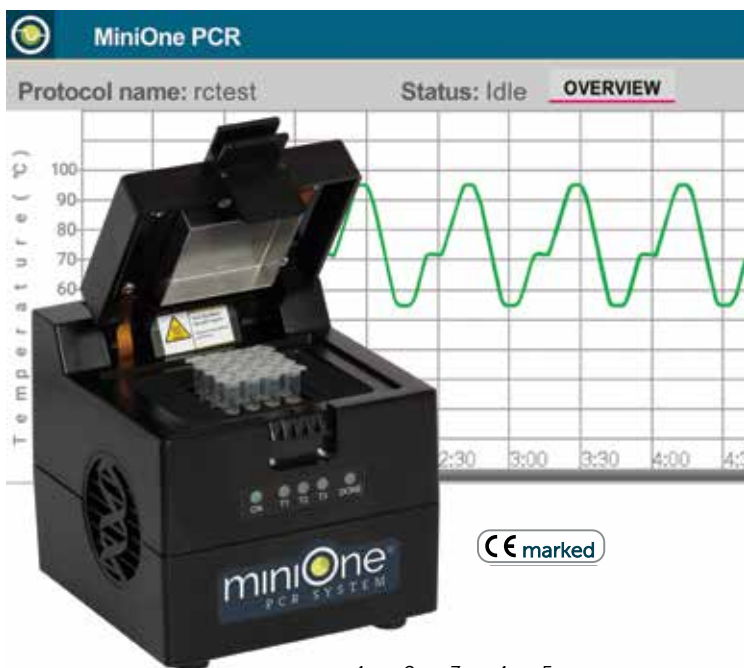 MiniOne PCR
Protocol name: rctest Status: Idle OVERVIEW
Temperature (°C)
100
90
80
70
60
2:30 3:00 3:30 4:00
ON T1 T2 T3 DONE
miniOne®
PCR SYSTEM
CE marked